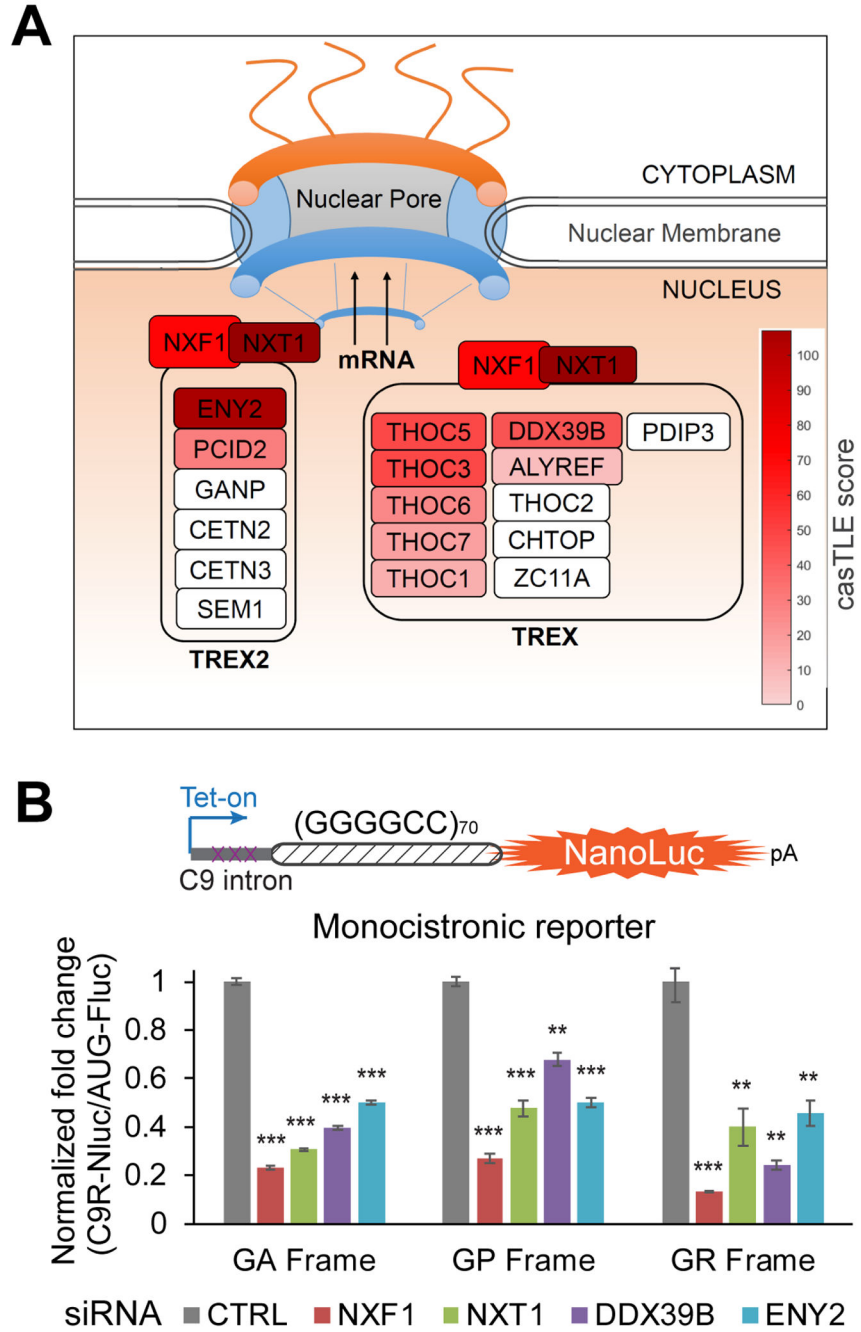 A
Nuclear Pore
CYTOPLASM
Nuclear Membrane
NUCLEUS
mRNA
NXF1 NXT1
ENY2
PCID2
GANP
CETN2
CETN3
SEM1
TREX2
NXF1 NXT1
THOC5 DDX39B PDIP3
THOC3 ALYREF
THOC6 THOC2
THOC7 CHTOP
THOC1 ZC11A
TREX
100
90
80
70
60
50
40
30
20
10
0
casTLE score
B
Tet-on
(GGGGCC)70
NanoLuc
pA
C9 intron
Monocistronic reporter
Normalized fold change
(C9R-Nluc/AUG-Fluc)
1
0.8
0.6
0.4
0.2
0
*** *** *** ***
*** *** ** ***
*** ** ** **
GA Frame GP Frame GR Frame
siRNA CTRL NXF1 NXT1 DDX39B ENY2